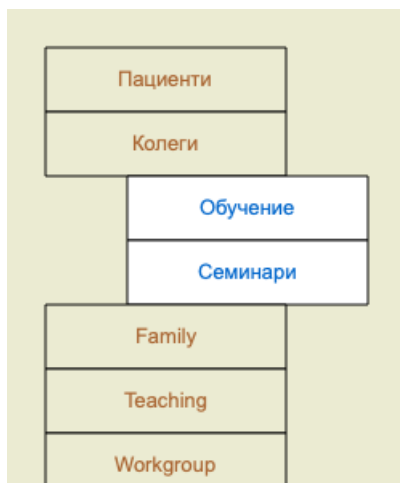 Пациенти
Колеги
Обучение
Семинари
Family
Teaching
Workgroup